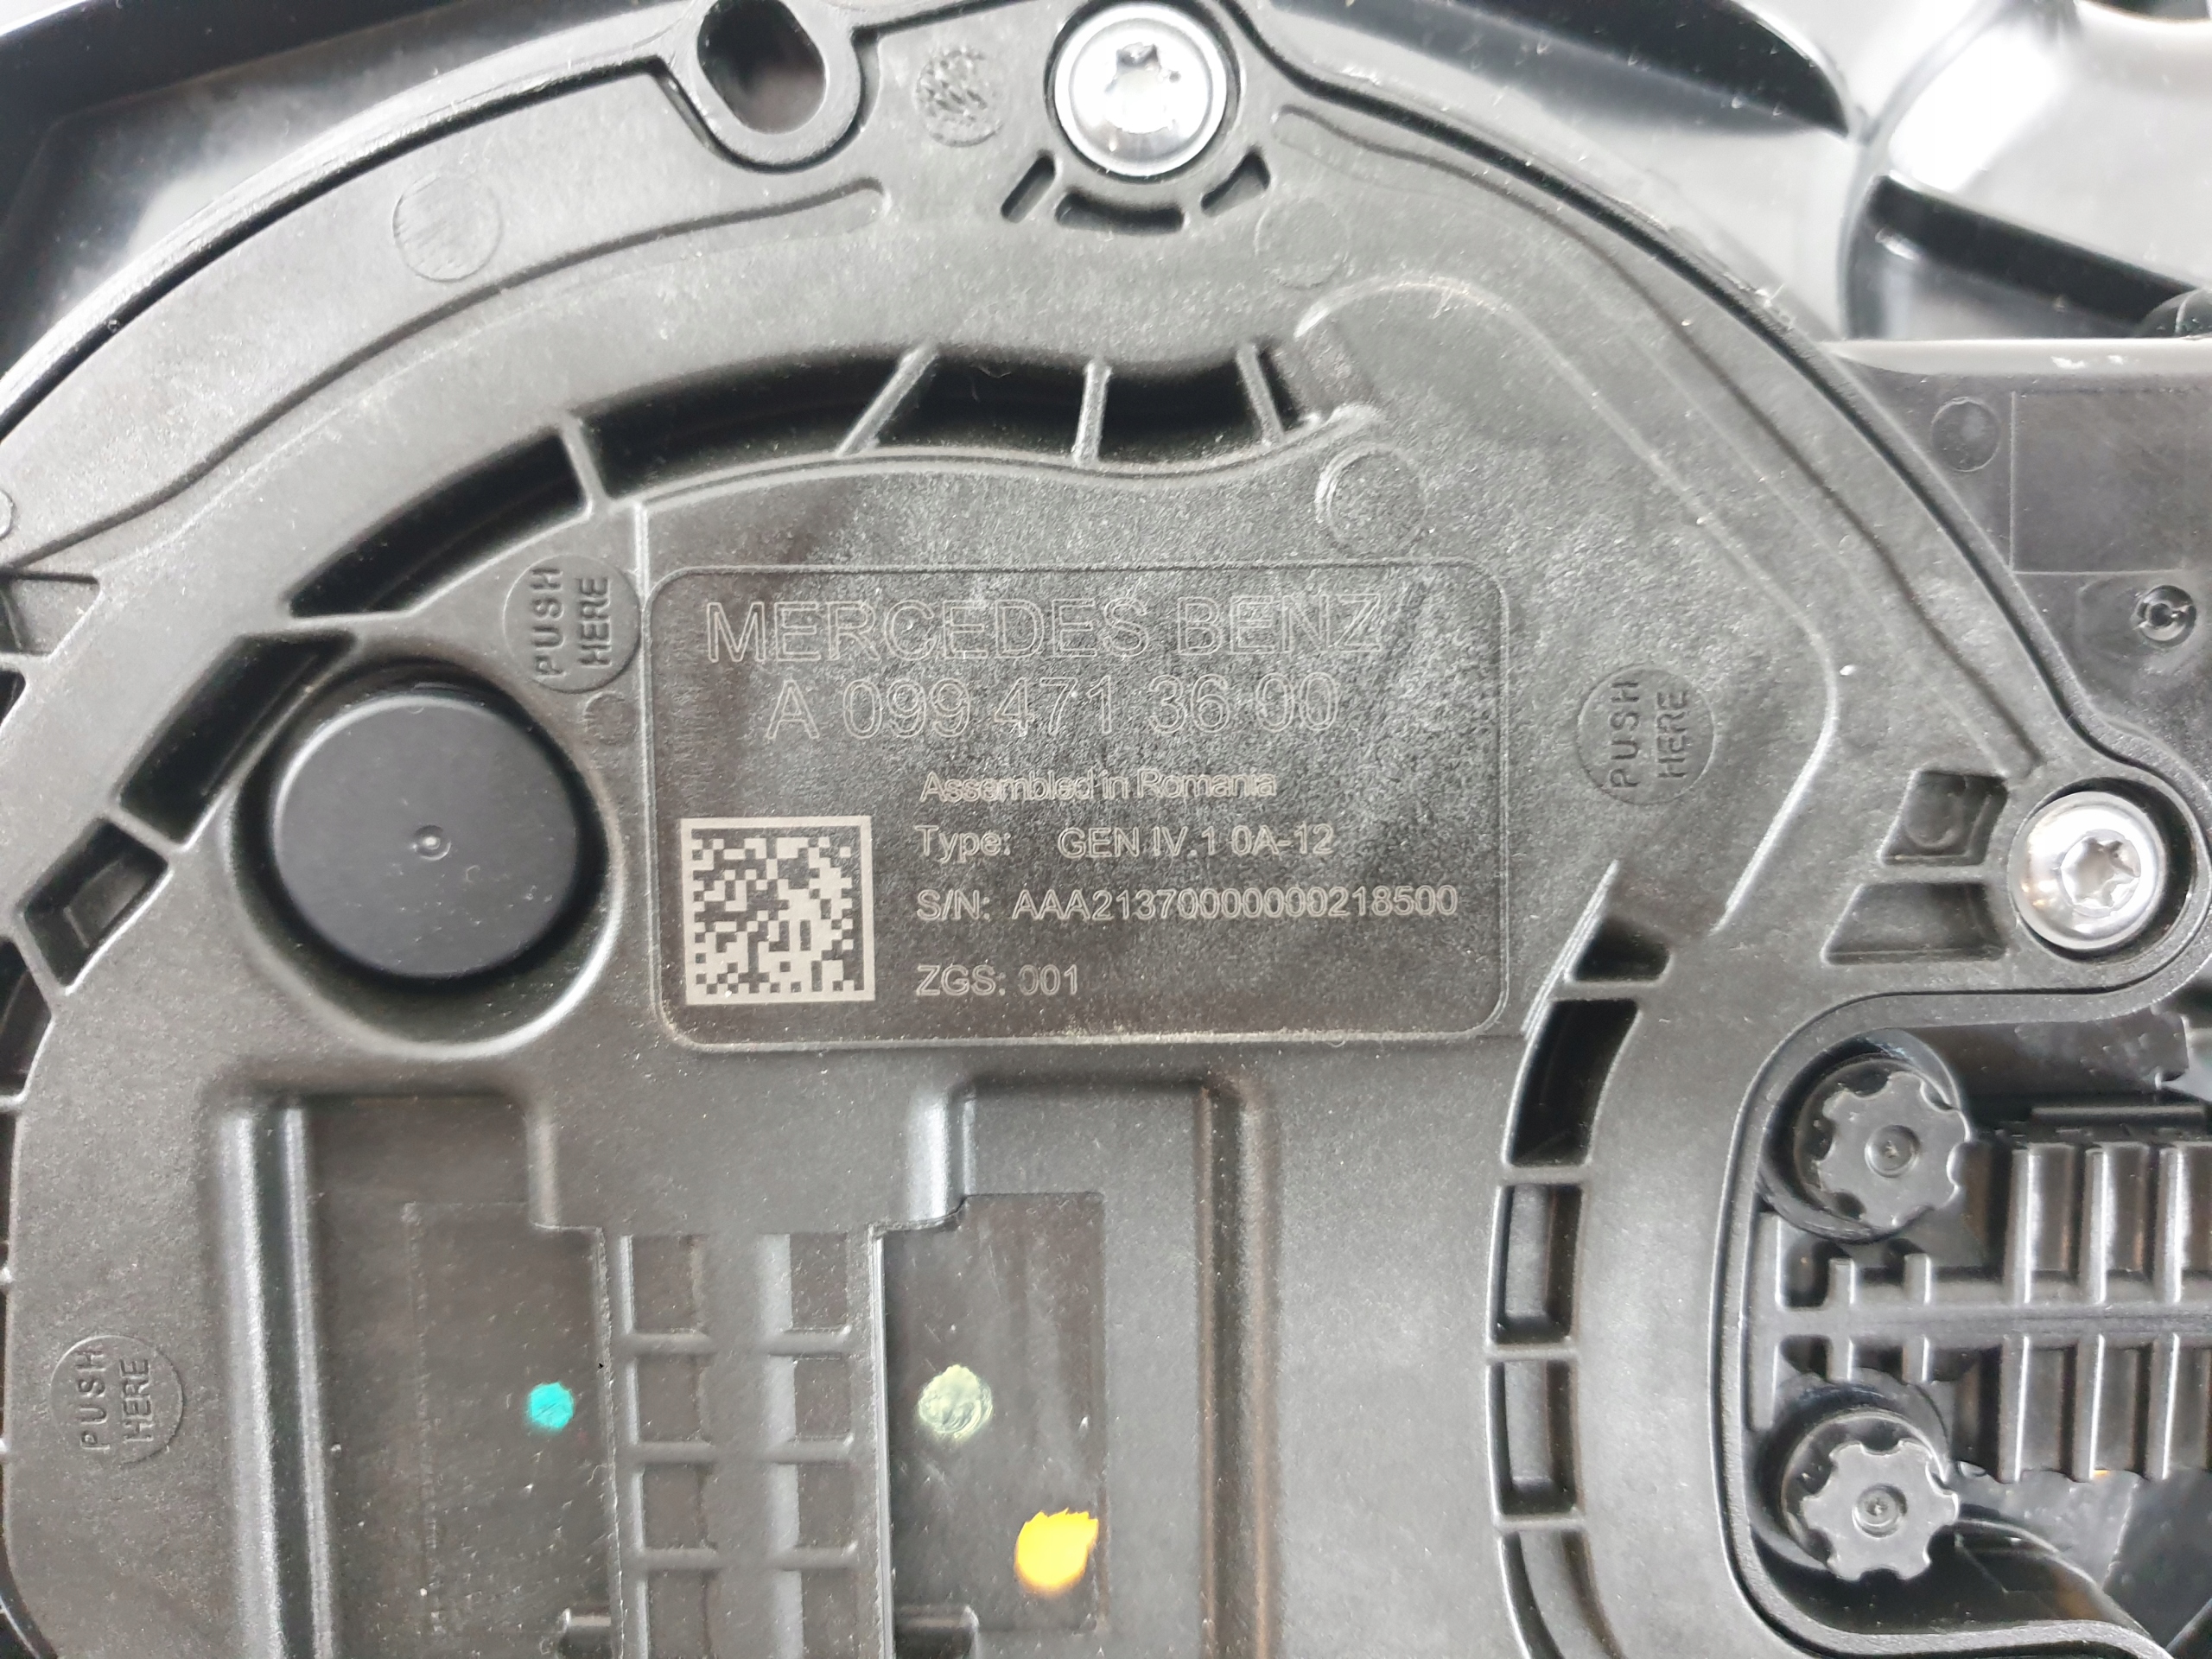 PUSH
HERE
MERCEDES BENZ
A 099 471 36 00
PUSH
HERE
Assembled in Romania
Type: GEN IV.1 0A-12
S/N: AAA21370000000218500
ZGS: 001
PUSH
HERE